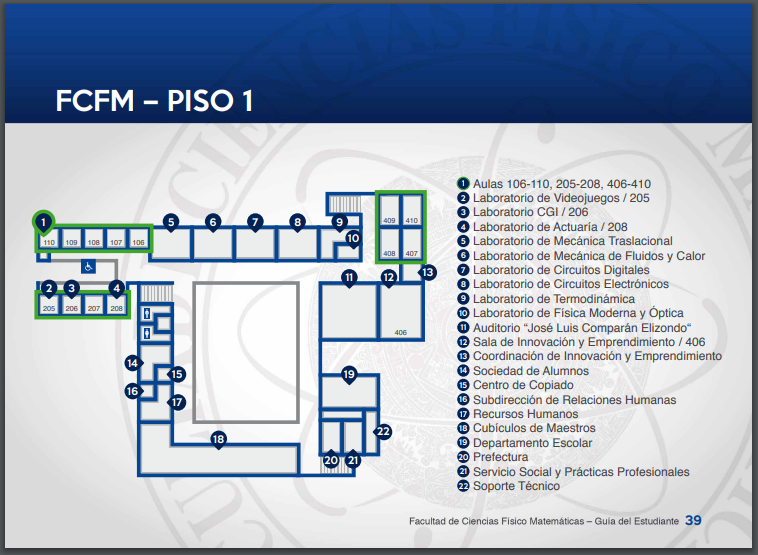 FCFM – PISO 1
1 Aulas 106-110, 205-208, 406-410
2 Laboratorio de Videojuegos / 205
3 Laboratorio CGI / 206
4 Laboratorio de Actuaría / 208
5 Laboratorio de Mecánica Traslacional
6 Laboratorio de Mecánica de Fluidos y Calor
7 Laboratorio de Circuitos Digitales
8 Laboratorio de Circuitos Electrónicos
9 Laboratorio de Termodinámica
10 Laboratorio de Física Moderna y Óptica
11 Auditorio “José Luis Comparán Elizondo“
12 Sala de Innovación y Emprendimiento / 406
13 Coordinación de Innovación y Emprendimiento
14 Sociedad de Alumnos
15 Centro de Copiado
16 Subdirección de Relaciones Humanas
17 Recursos Humanos
18 Cubículos de Maestros
19 Departamento Escolar
20 Prefectura
21 Servicio Social y Prácticas Profesionales
22 Soporte Técnico
1 5 6 7 8 9 409 410
110 109 108 107 106 10
408 407
11 12 13
2 3 4
205 206 207 208
406
14
15
16
17
19
18
22
20 21
Facultad de Ciencias Físico Matemáticas – Guía del Estudiante 39